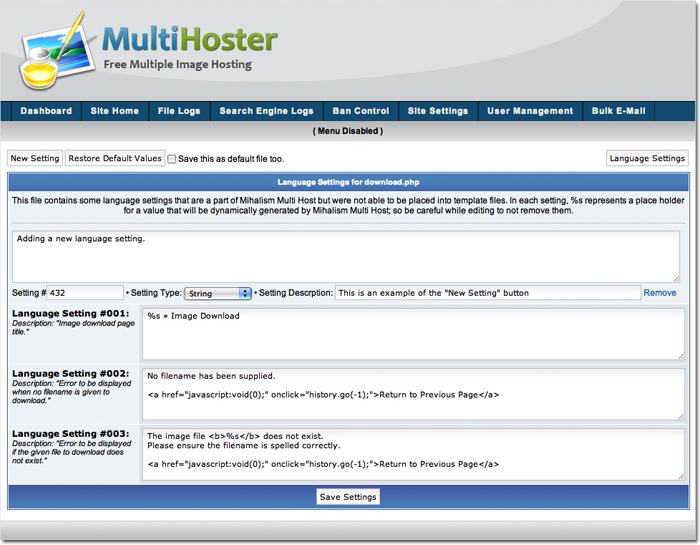 MultiHoster
Free Multiple Image Hosting
Dashboard Site Home File Logs Search Engine Logs Ban Control Site Settings User Management Bulk E-Mail
( Menu Disabled )
New Setting Restore Default Values Save this as default file too. Language Settings
Language Settings for download.php
This file contains some language settings that are a part of Mihalism Multi Host but were not able to be placed into template files. In each setting, %s represents a place holder
for a value that will be dynamically generated by Mihalism Multi Host; so be careful while editing to not remove them.
Adding a new language setting.
Setting # 432 • Setting Type: String • Setting Descrption: This is an example of the "New Setting" button Remove
Language Setting #001:
Description: "Image download page
title."
%s » Image Download
Language Setting #002:
Description: "Error to be displayed
when no filename is given to
download."
No filename has been supplied.
<a href="javascript:void(0);" onclick="history.go(-1);">Return to Previous Page</a>
Language Setting #003:
Description: "Error to be displayed
if the given file to download does
not exist."
The image file <b>%s</b> does not exist.
Please ensure the filename is spelled correctly.
<a href="javascript:void(0);" onclick="history.go(-1);">Return to Previous Page</a>
Save Settings